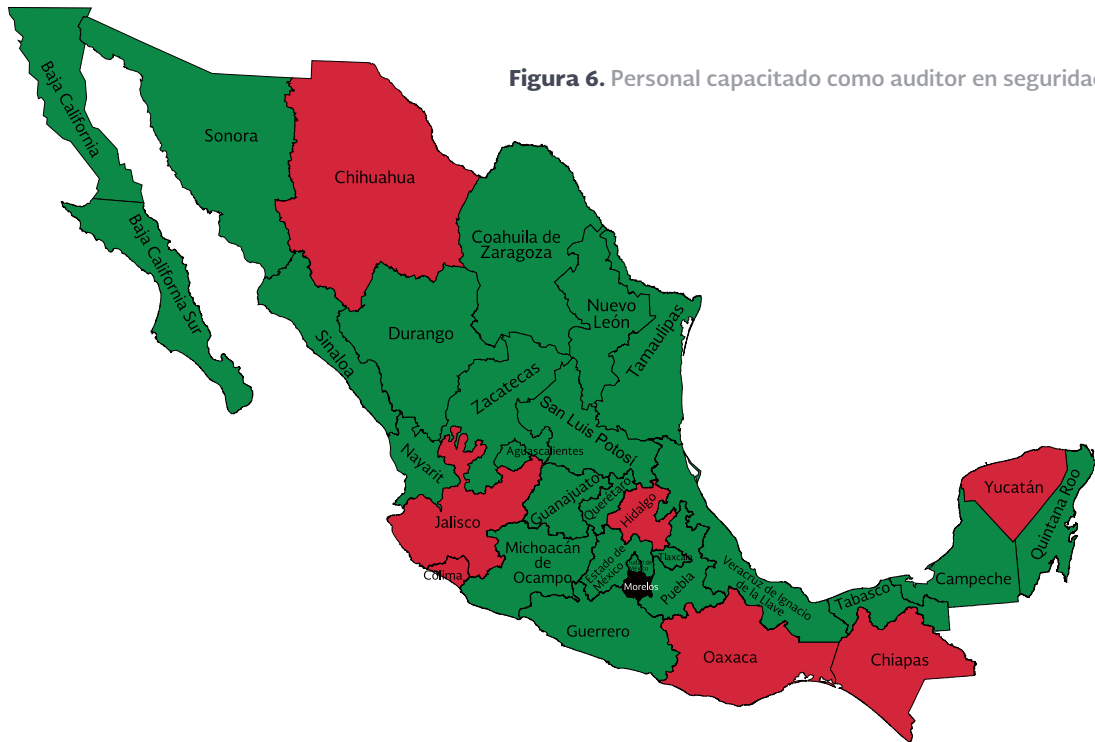 Figura 6. Personal capacitado como auditor en seguridad
Baja California
Sonora
Chihuahua
Baja California Sur
Coahuila de
Zaragoza
Nuevo
León
Tamaulipas
Durango
Sinaloa
Zacatecas
San Luis Potosí
Nayarit
Aguascalientes
Jalisco
Guanajuato
Querétaro
Hidalgo
Colima
Michoacán
de
Ocampo
Estado de
México
Tlaxcala
Morelos
Puebla
Veracruz de Ignacio
de la Llave
Guerrero
Oaxaca
Tabasco
Chiapas
Campeche
Yucatán
Quintana Roo